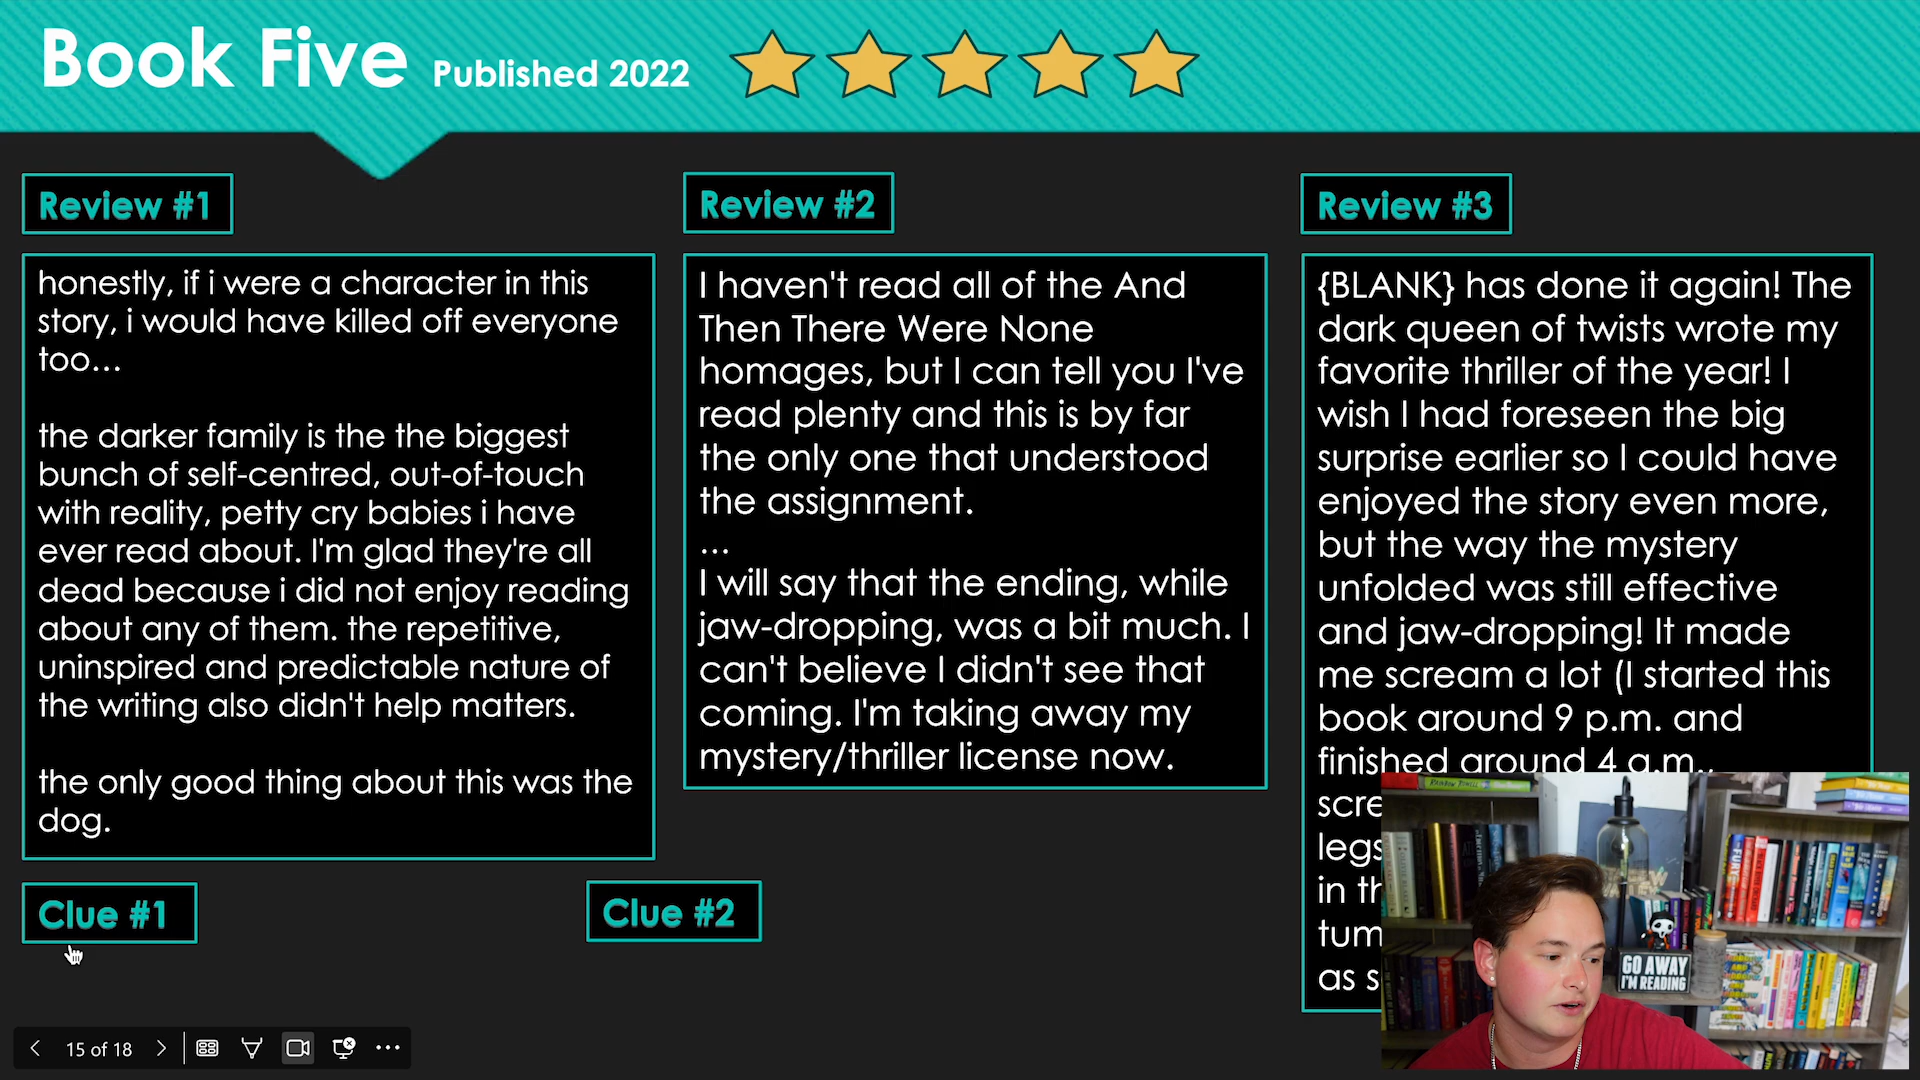 Book Five Published 2022
Review #1
honestly, if i were a character in this
story, i would have killed off everyone
too...
the darker family is the the biggest
bunch of self-centred, out-of-touch
with reality, petty cry babies i have
ever read about. I'm glad they're all
dead because i did not enjoy reading
about any of them. the repetitive,
uninspired and predictable nature of
the writing also didn't help matters.
the only good thing about this was the
dog.
Review #2
I haven't read all of the And
Then There Were None
homages, but I can tell you I've
read plenty and this is by far
the only one that understood
the assignment.
...
I will say that the ending, while
jaw-dropping, was a bit much. I
can't believe I didn't see that
coming. I'm taking away my
mystery/thriller license now.
Review #3
{BLANK} has done it again! The
dark queen of twists wrote my
favorite thriller of the year! I
wish I had foreseen the big
surprise earlier so I could have
enjoyed the story even more,
but the way the mystery
unfolded was still effective
and jaw-dropping! It made
me scream a lot (I started this
book around 9 p.m. and
finished around 4 a.m.,
scre
legs
in th
tum
as s
Clue #1
Clue #2
GO AWAY
I'M READING
15 of 18